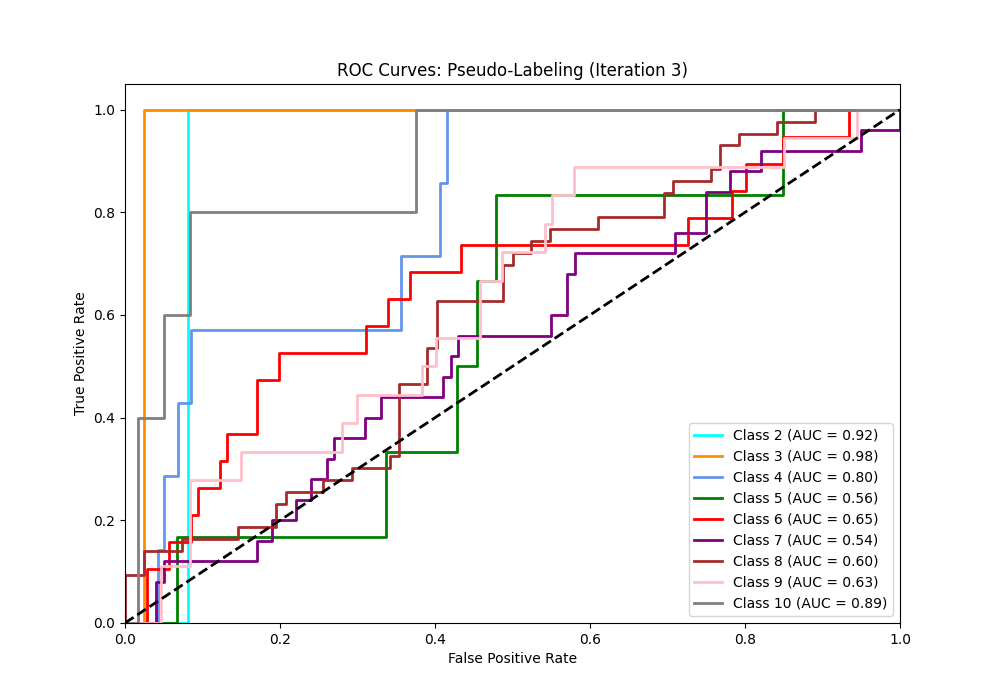 ROC Curves: Pseudo-Labeling (Iteration 3)
True Positive Rate
1.0
0.8
0.6
0.4
0.2
0.0
0.0 0.2 0.4 0.6 0.8 1.0
False Positive Rate
Class 2 (AUC = 0.92)
Class 3 (AUC = 0.98)
Class 4 (AUC = 0.80)
Class 5 (AUC = 0.56)
Class 6 (AUC = 0.65)
Class 7 (AUC = 0.54)
Class 8 (AUC = 0.60)
Class 9 (AUC = 0.63)
Class 10 (AUC = 0.89)